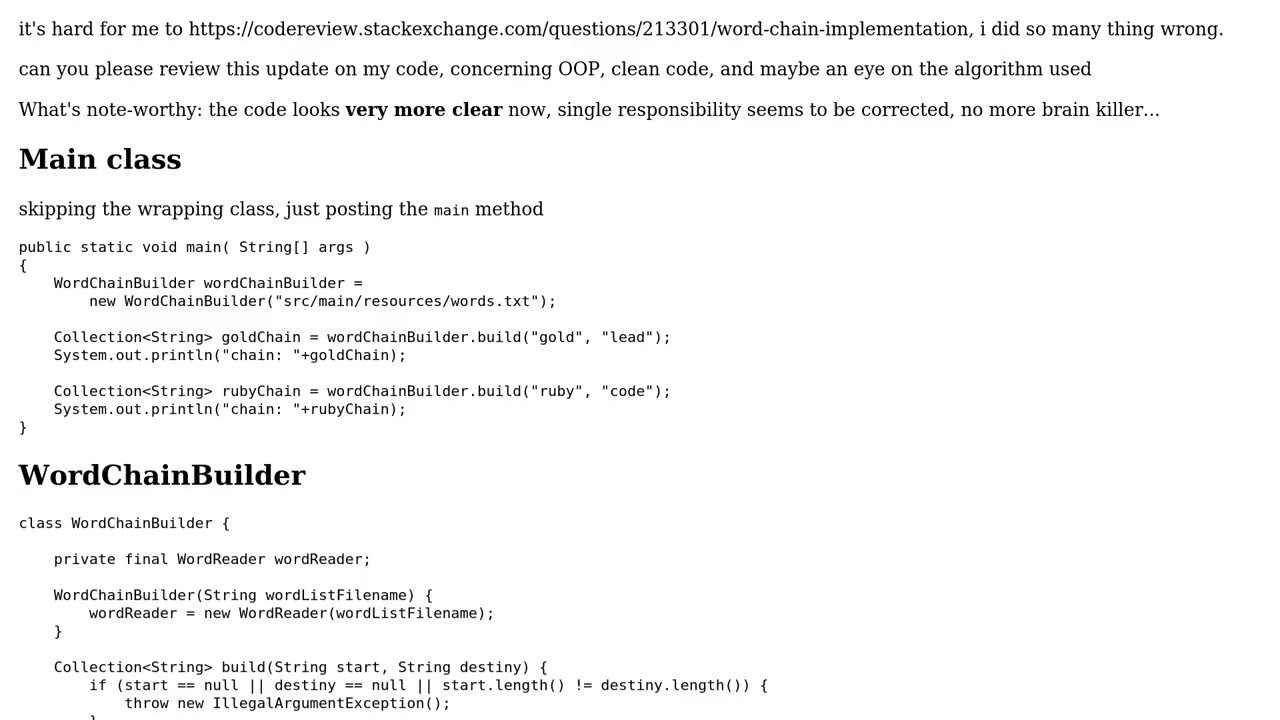 it's hard for me to https://codereview.stackexchange.com/questions/213301/word-chain-implementation, i did so many thing wrong.
can you please review this update on my code, concerning OOP, clean code, and maybe an eye on the algorithm used
What's note-worthy: the code looks very more clear now, single responsibility seems to be corrected, no more brain killer...
Main class
skipping the wrapping class, just posting the main method
public static void main( String[] args )
{
    WordChainBuilder wordChainBuilder =
        new WordChainBuilder("src/main/resources/words.txt");

    Collection<String> goldChain = wordChainBuilder.build("gold", "lead");
    System.out.println("chain: "+goldChain);

    Collection<String> rubyChain = wordChainBuilder.build("ruby", "code");
    System.out.println("chain: "+rubyChain);
}
WordChainBuilder
class WordChainBuilder {

    private final WordReader wordReader;

    WordChainBuilder(String wordListFilename) {
        wordReader = new WordReader(wordListFilename);
    }

    Collection<String> build(String start, String destiny) {
        if (start == null || destiny == null || start.length() != destiny.length()) {
            throw new IllegalArgumentException();